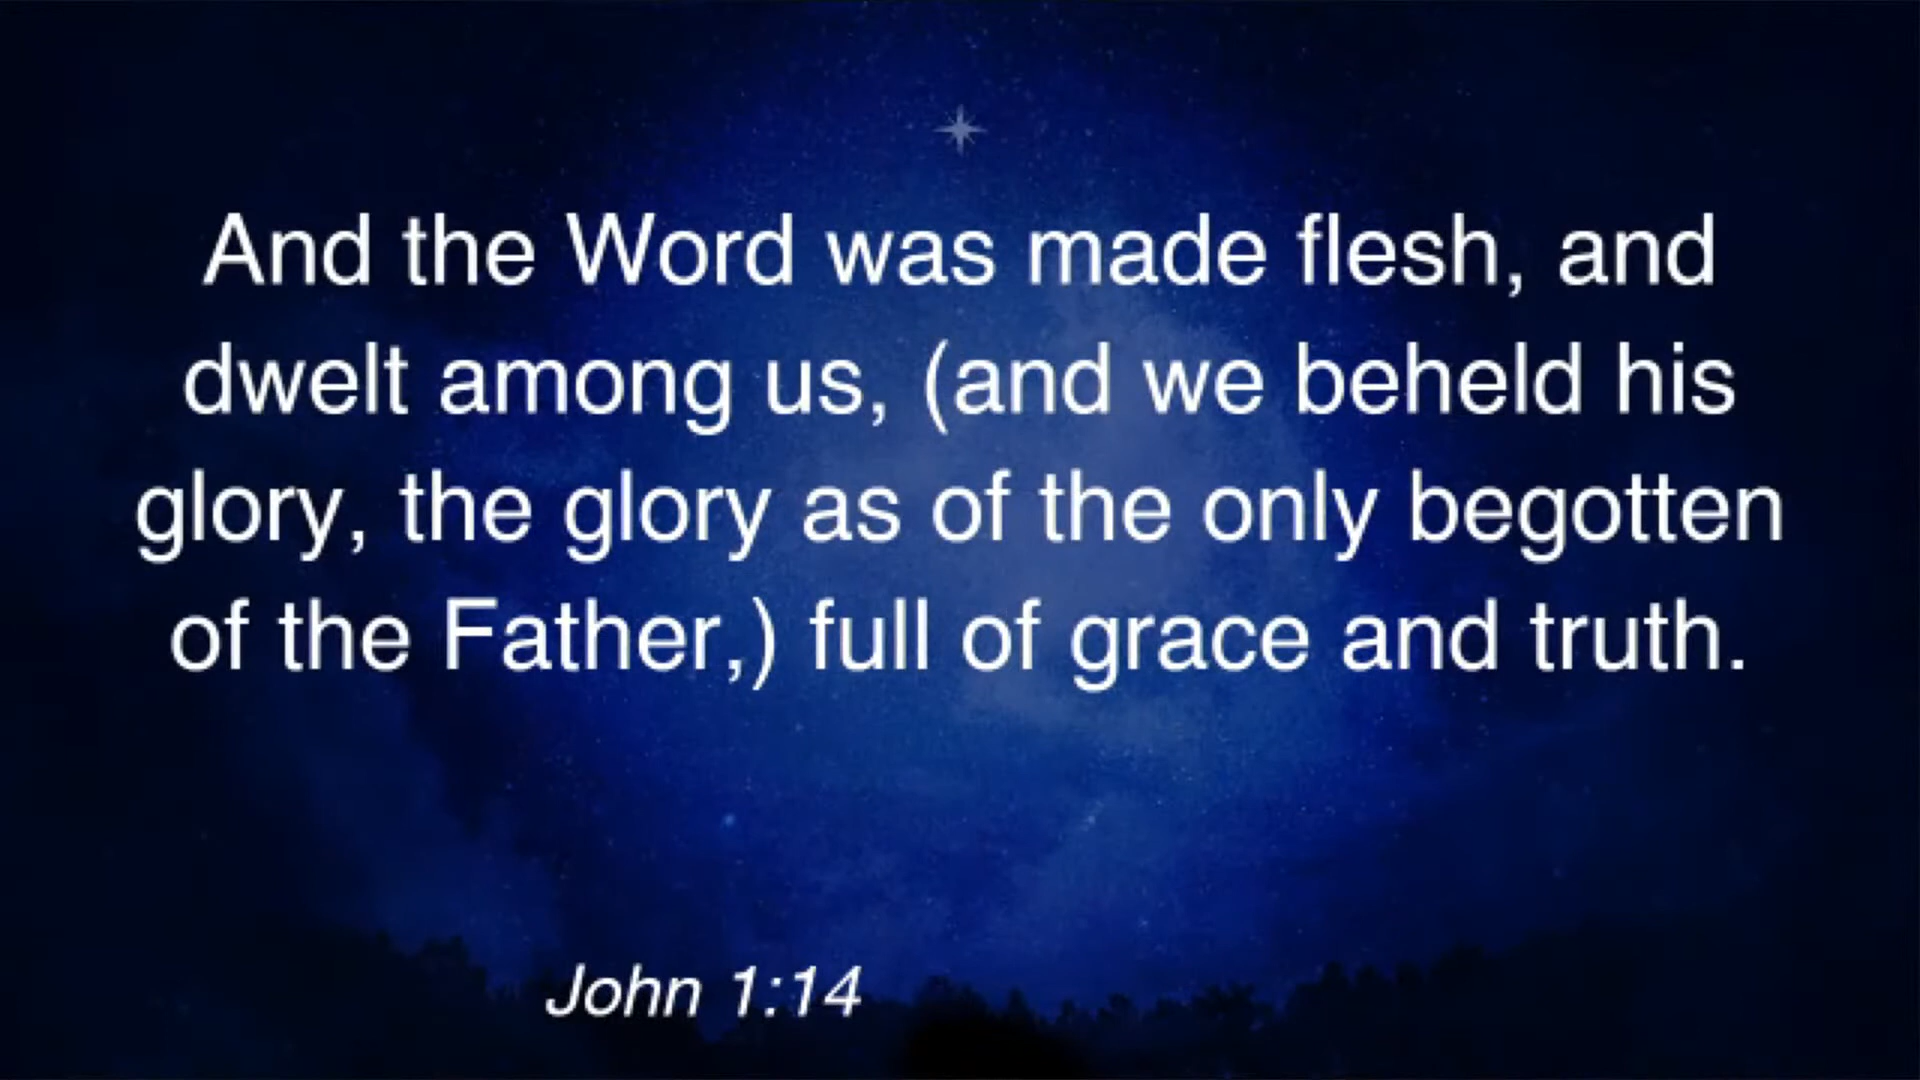 And the Word was made flesh, and
dwelt among us, (and we beheld his
glory, the glory as of the only begotten
of the Father,) full of grace and truth.
John 1:14